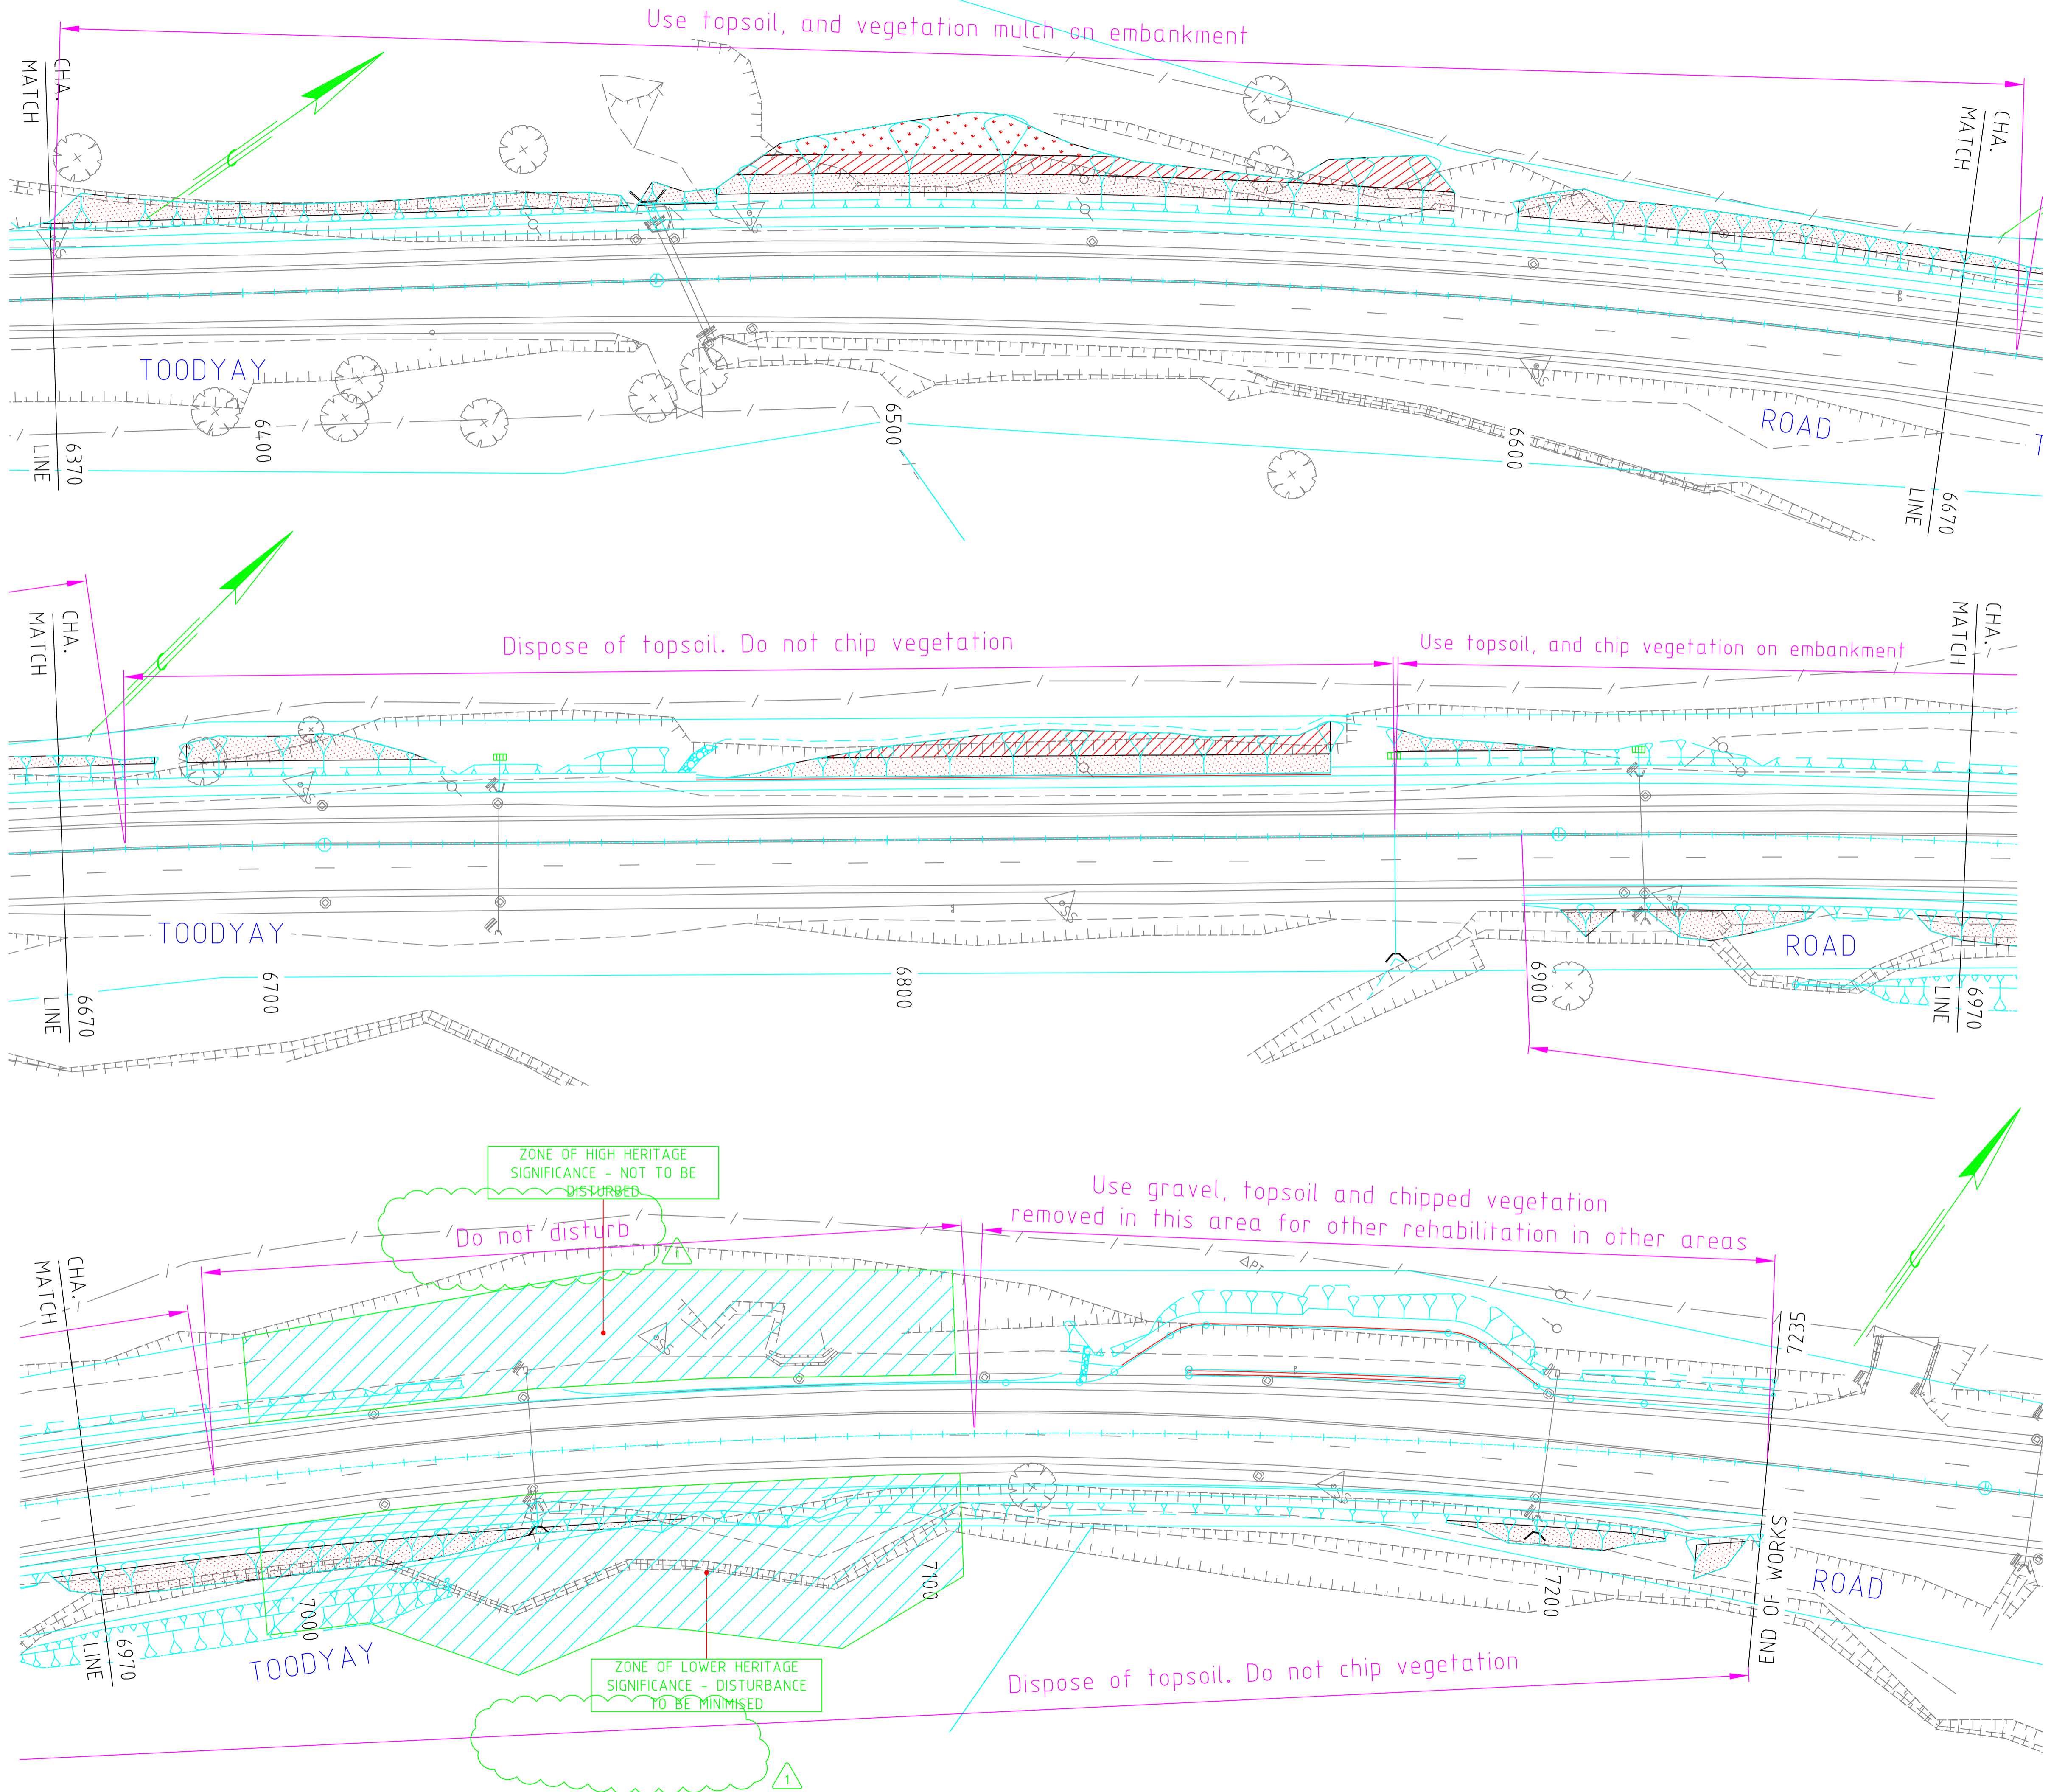 Use topsoil, and vegetation mulch on embankment
CHA.
MATCH
CHA.
MATCH
TOODYAY
ROAD
T
6400
6500
6600
6370
LINE
6670
LINE
CHA.
MATCH
Dispose of topsoil. Do not chip vegetation
Use topsoil, and chip vegetation on embankment
CHA.
MATCH
TOODYAY
ROAD
6700
6800
6900
6670
LINE
6970
LINE
ZONE OF HIGH HERITAGE
SIGNIFICANCE - NOT TO BE
DISTURBED
Do not disturb
1
Use gravel, topsoil and chipped vegetation
removed in this area for other rehabilitation in other areas
CHA.
MATCH
7235
7000
7100
7200
END OF WORKS
ROAD
6970
LINE
TOODYAY
ZONE OF LOWER HERITAGE
SIGNIFICANCE - DISTURBANCE
TO BE MINIMISED
Dispose of topsoil. Do not chip vegetation
1